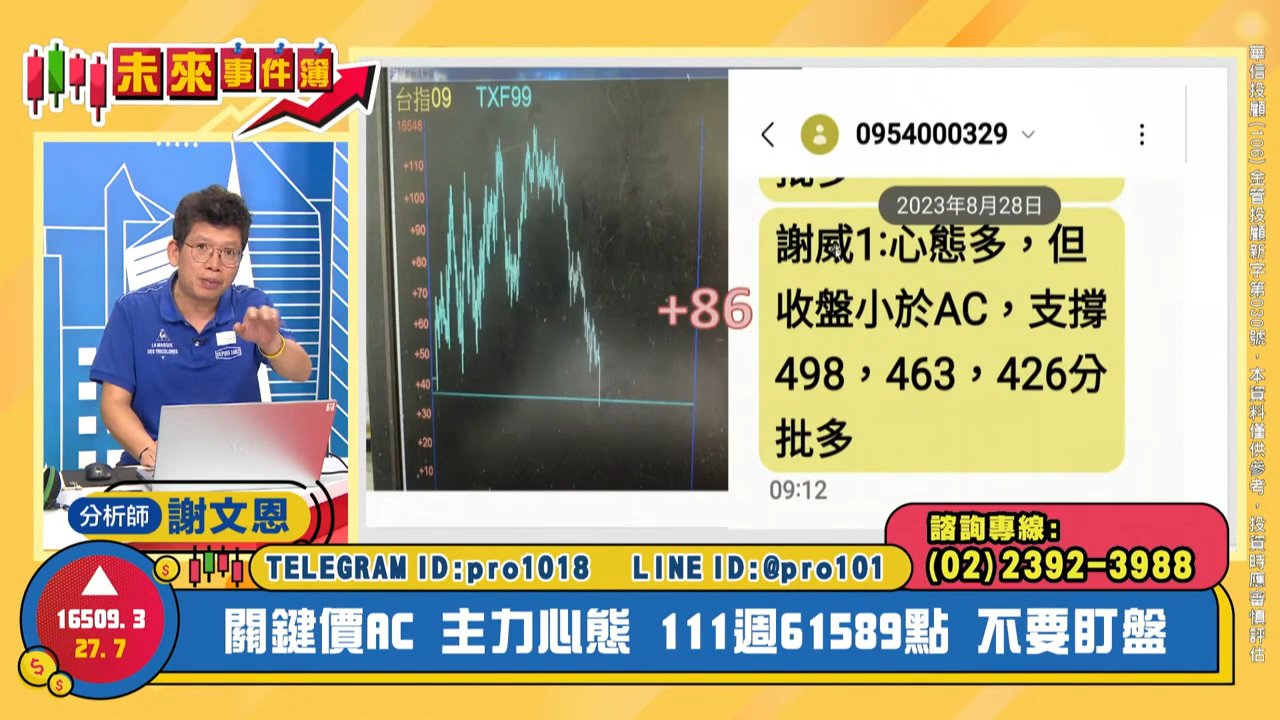 未來事件簿
台指09 TXF99
16548
+110
+100
+90
+80
+70
+60
+50
+40
+30
+20
+10
+86
0954000329
2023年8月28日
謝威1:心態多，但
收盤小於AC，支撐
498，463，426分
批多
09:12
LA MARQUE
DES TRICOLORES
分析師 謝文恩
諮詢專線:
(02)2392-3988
TELEGRAM ID:pro1018 LINE ID:@pro101
16509.3
27.7
關鍵價AC 主力心態 111週61589點 不要盯盤
華信投顧(106)金管投顧新字第030號，本資料僅供參考，投資時應審慎評估